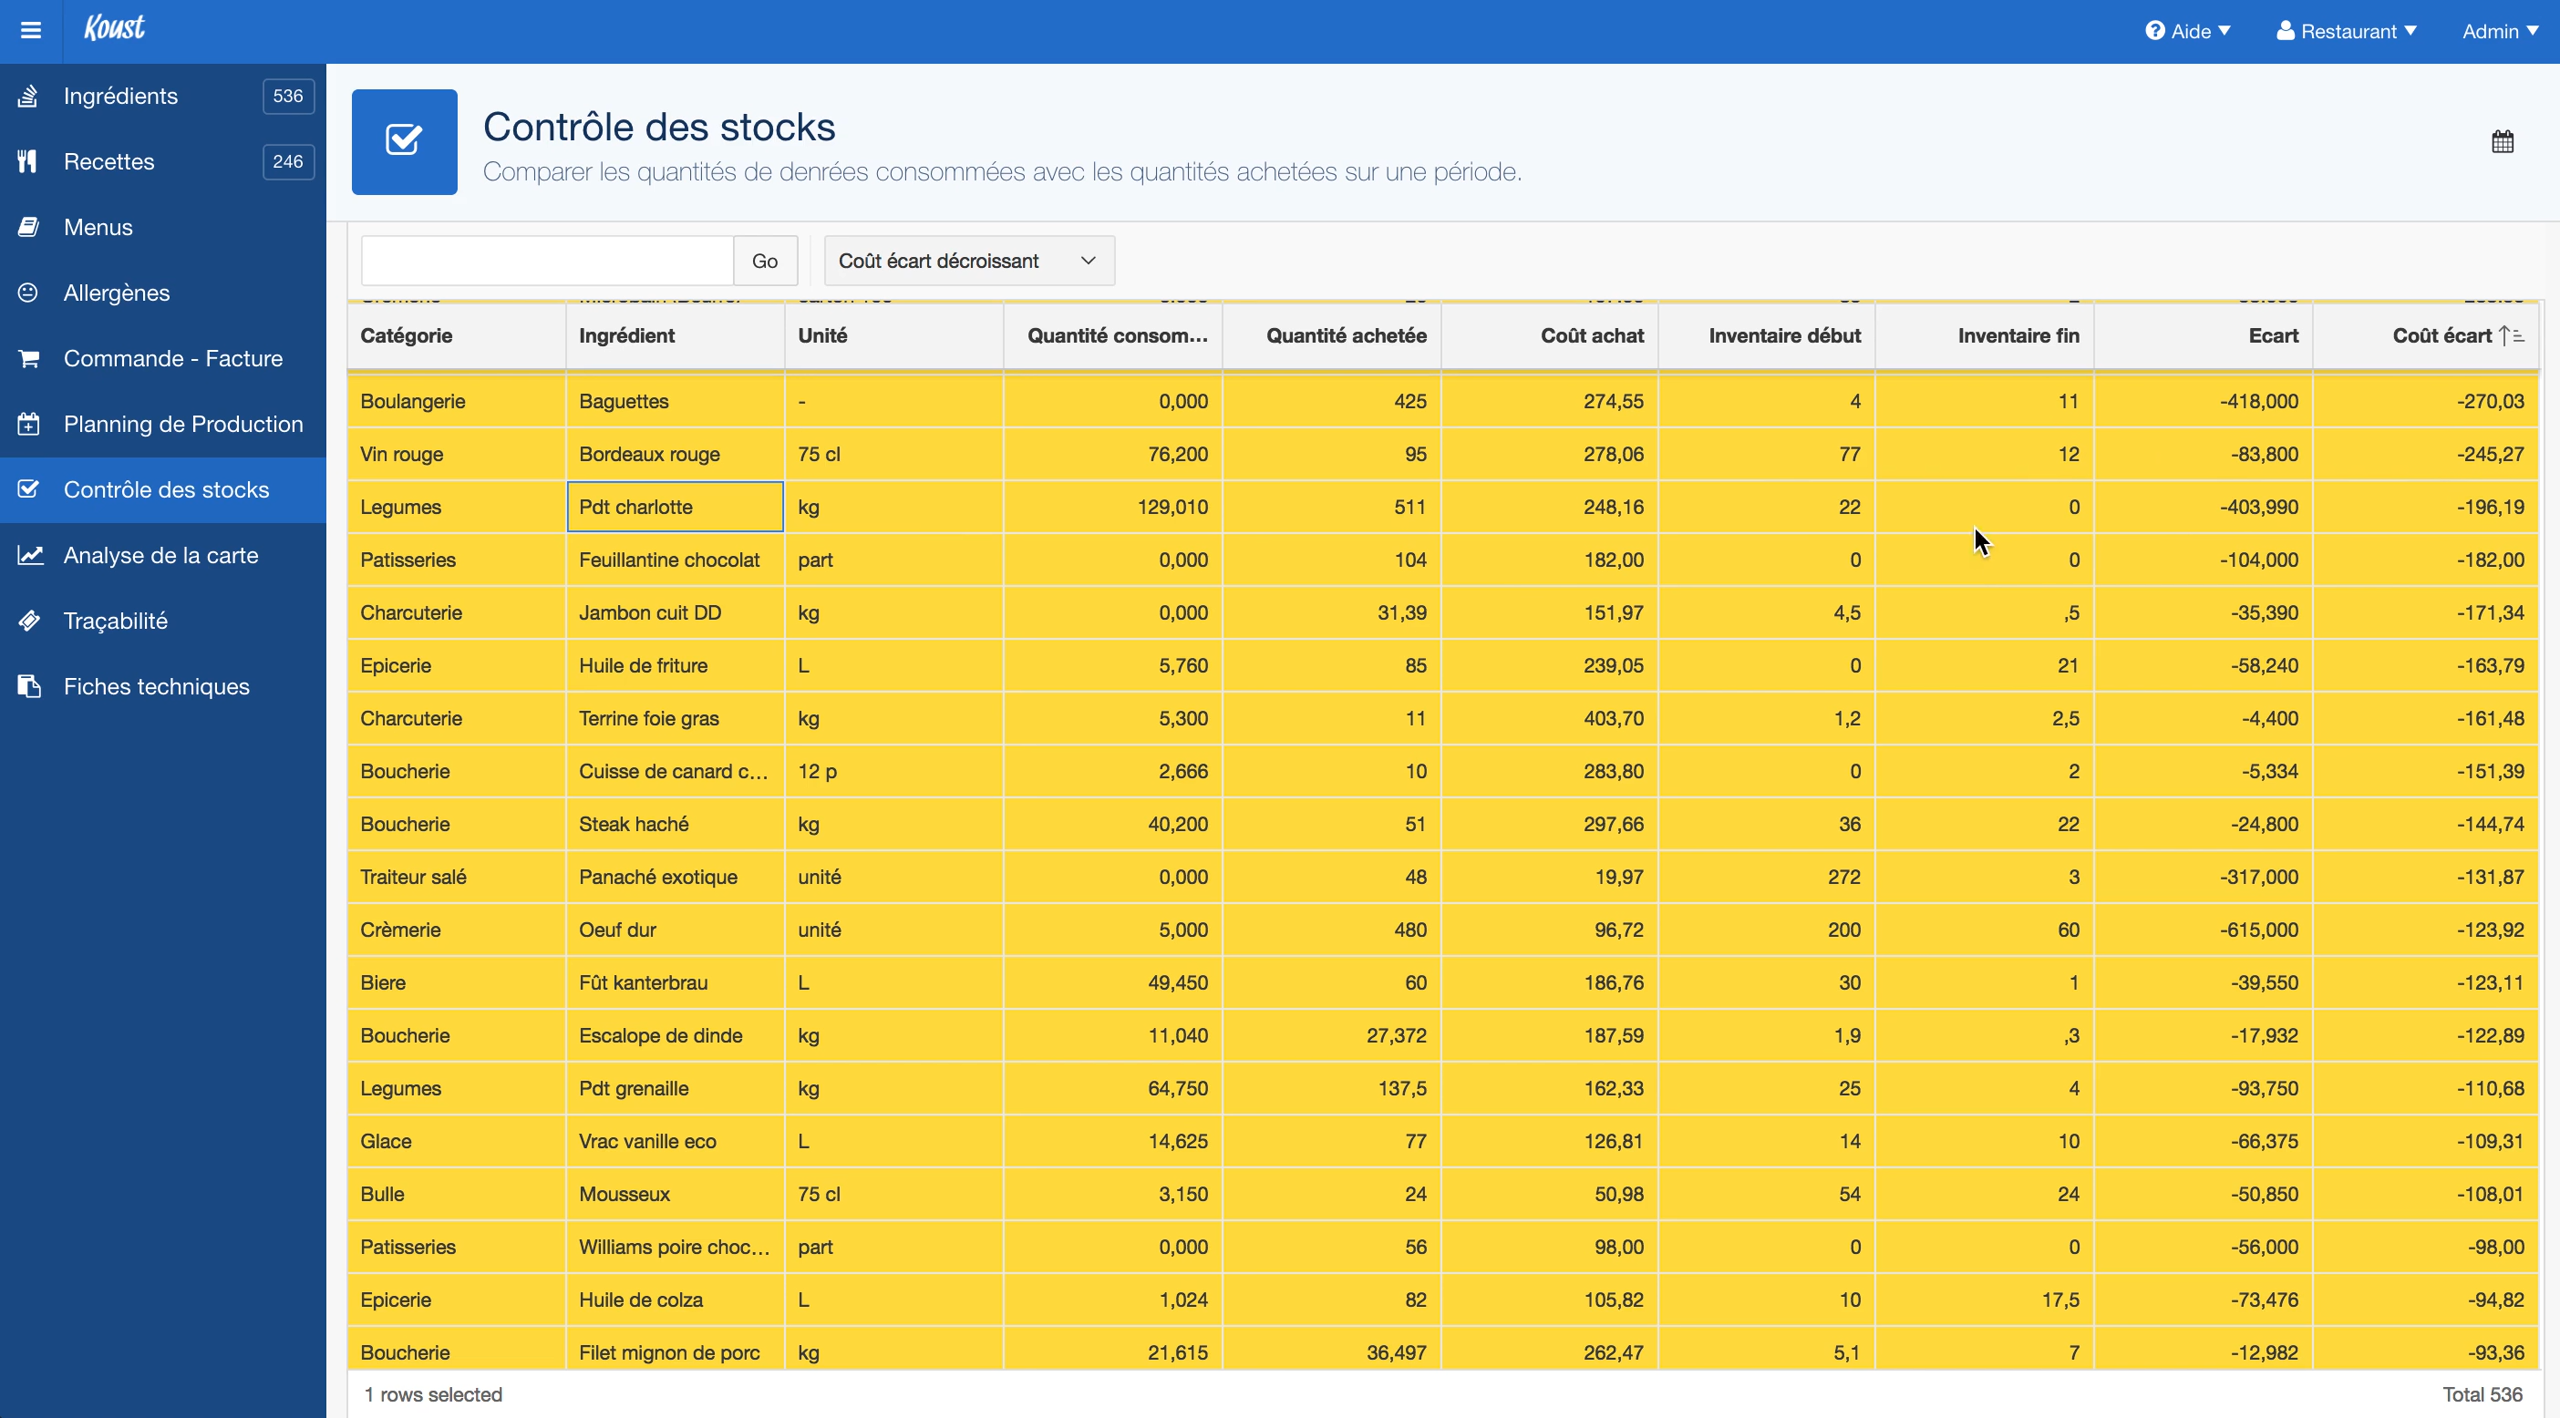 Koust
Aide
Restaurant
Admin
Ingrédients 536
Recettes 246
Menus
Allergènes
Commande - Facture
Planning de Production
Contrôle des stocks
Analyse de la carte
Traçabilité
Fiches techniques
Contrôle des stocks
Comparer les quantités de denrées consommées avec les quantités achetées sur une période.
Go
Coût écart décroissant
Catégorie Ingrédient Unité Quantité consom... Quantité achetée Coût achat Inventaire début Inventaire fin Ecart Coût écart
Boulangerie Baguettes - 0,000 425 274,55 4 11 -418,000 -270,03
Vin rouge Bordeaux rouge 75 cl 76,200 95 278,06 77 12 -83,800 -245,27
Legumes Pdt charlotte kg 129,010 511 248,16 22 0 -403,990 -196,19
Patisseries Feuillantine chocolat part 0,000 104 182,00 0 0 -104,000 -182,00
Charcuterie Jambon cuit DD kg 0,000 31,39 151,97 4,5 ,5 -35,390 -171,34
Epicerie Huile de friture L 5,760 85 239,05 0 21 -58,240 -163,79
Charcuterie Terrine foie gras kg 5,300 11 403,70 1,2 2,5 -4,400 -161,48
Boucherie Cuisse de canard c... 12 p 2,666 10 283,80 0 2 -5,334 -151,39
Boucherie Steak haché kg 40,200 51 297,66 36 22 -24,800 -144,74
Traiteur salé Panaché exotique unité 0,000 48 19,97 272 3 -317,000 -131,87
Crèmerie Oeuf dur unité 5,000 480 96,72 200 60 -615,000 -123,92
Biere Fût kanterbrau L 49,450 60 186,76 30 1 -39,550 -123,11
Boucherie Escalope de dinde kg 11,040 27,372 187,59 1,9 ,3 -17,932 -122,89
Legumes Pdt grenaille kg 64,750 137,5 162,33 25 4 -93,750 -110,68
Glace Vrac vanille eco L 14,625 77 126,81 14 10 -66,375 -109,31
Bulle Mousseux 75 cl 3,150 24 50,98 54 24 -50,850 -108,01
Patisseries Williams poire choc... part 0,000 56 98,00 0 0 -56,000 -98,00
Epicerie Huile de colza L 1,024 82 105,82 10 17,5 -73,476 -94,82
Boucherie Filet mignon de porc kg 21,615 36,497 262,47 5,1 7 -12,982 -93,36
1 rows selected
Total 536